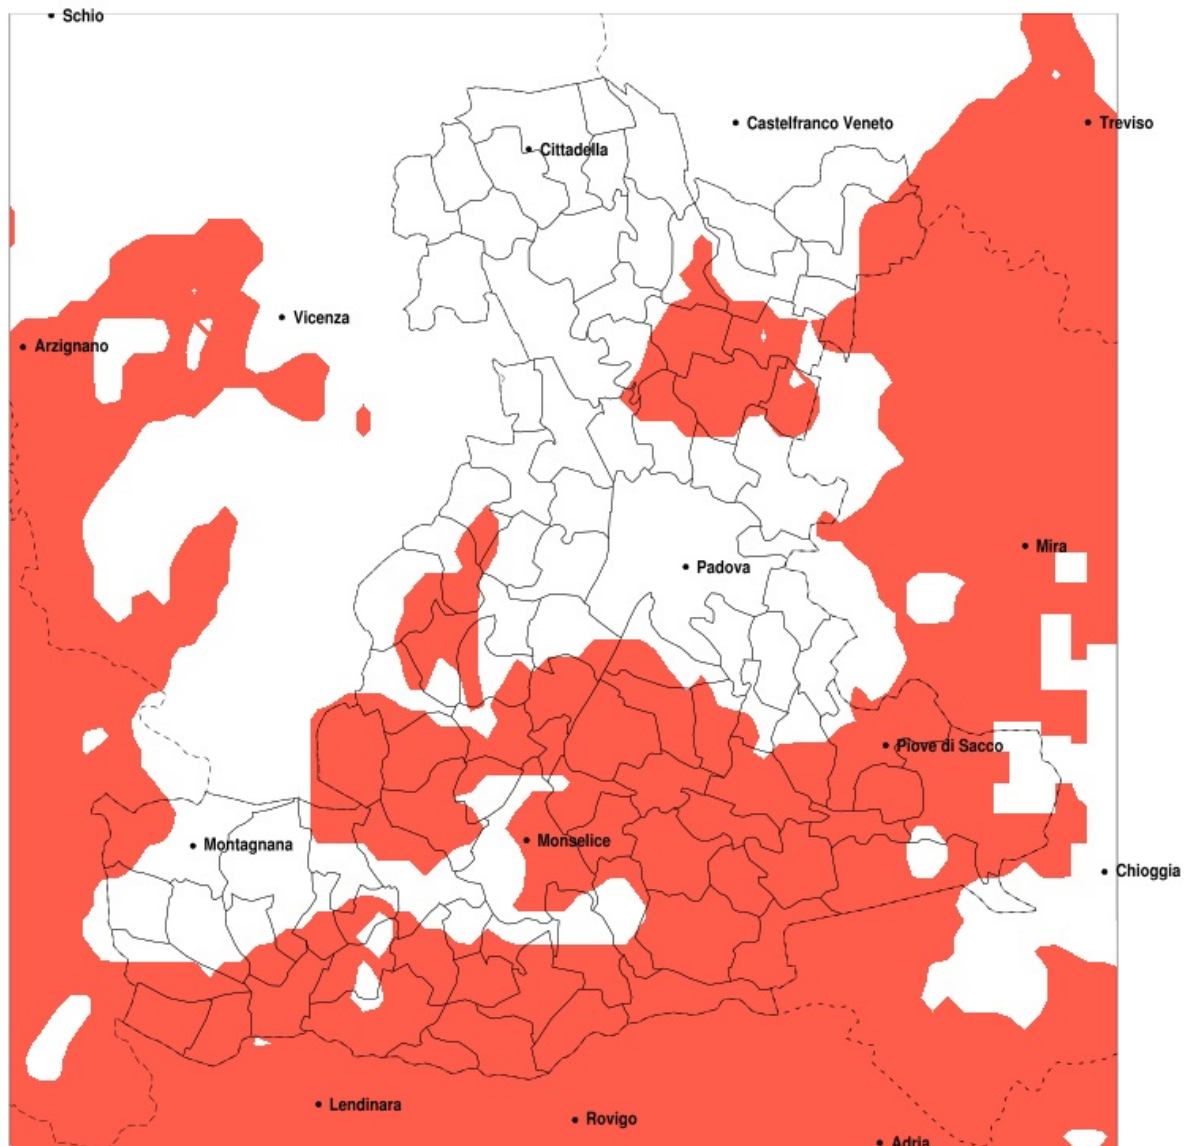 Schio
Castelfranco Veneto
Treviso
Cittadella
Vicenza
Arzignano
Mira
Padova
Piove di Sacco
Monselice
Montagnana
Chioggia
Lendinara
Rovigo
Adria